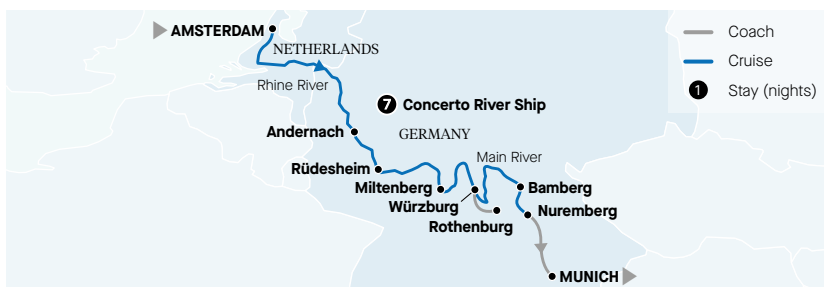 AMSTERDAM
NETHERLANDS
Rhine River
7 Concerto River Ship
Andernach
GERMANY
Rüdesheim
Main River
Miltenberg
Würzburg
Rothenburg
Bamberg
Nuremberg
MUNICH
Coach
Cruise
1 Stay (nights)